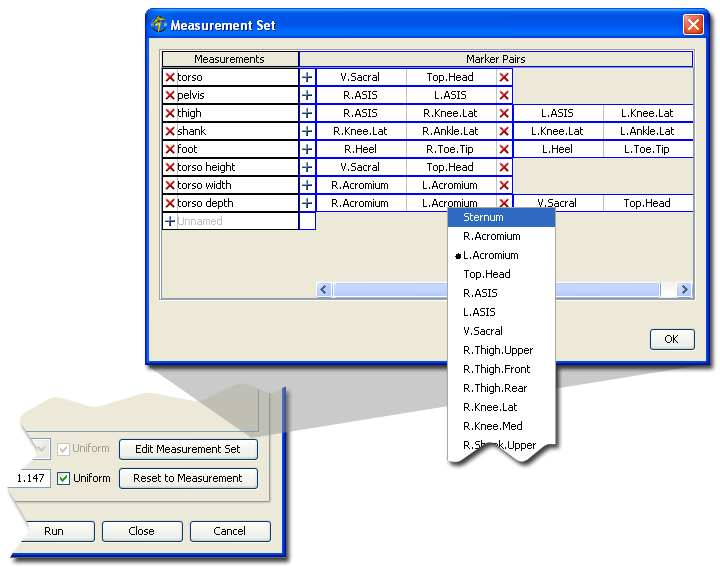 Measurement Set
Measurements Marker Pairs
torso V.Sacral Top.Head
pelvis R.ASIS L.ASIS
thigh R.ASIS R.Knee.Lat L.ASIS L.Knee.Lat
shank R.Knee.Lat R.Ankle.Lat L.Knee.Lat L.Ankle.Lat
foot R.Heel R.Toe.Tip L.Heel L.Toe.Tip
torso height V.Sacral Top.Head
torso width R.Acromium L.Acromium
torso depth R.Acromium L.Acromium V.Sacral Top.Head
Unnamed
Sternum
R.Acromium
L.Acromium
Top.Head
R.ASIS
L.ASIS
V.Sacral
R.Thigh.Upper
R.Thigh.Front
R.Thigh.Rear
R.Knee.Lat
R.Knee.Med
R.Shank.Upper
OK
Uniform Edit Measurement Set
1.147 Uniform Reset to Measurement
Run Close Cancel